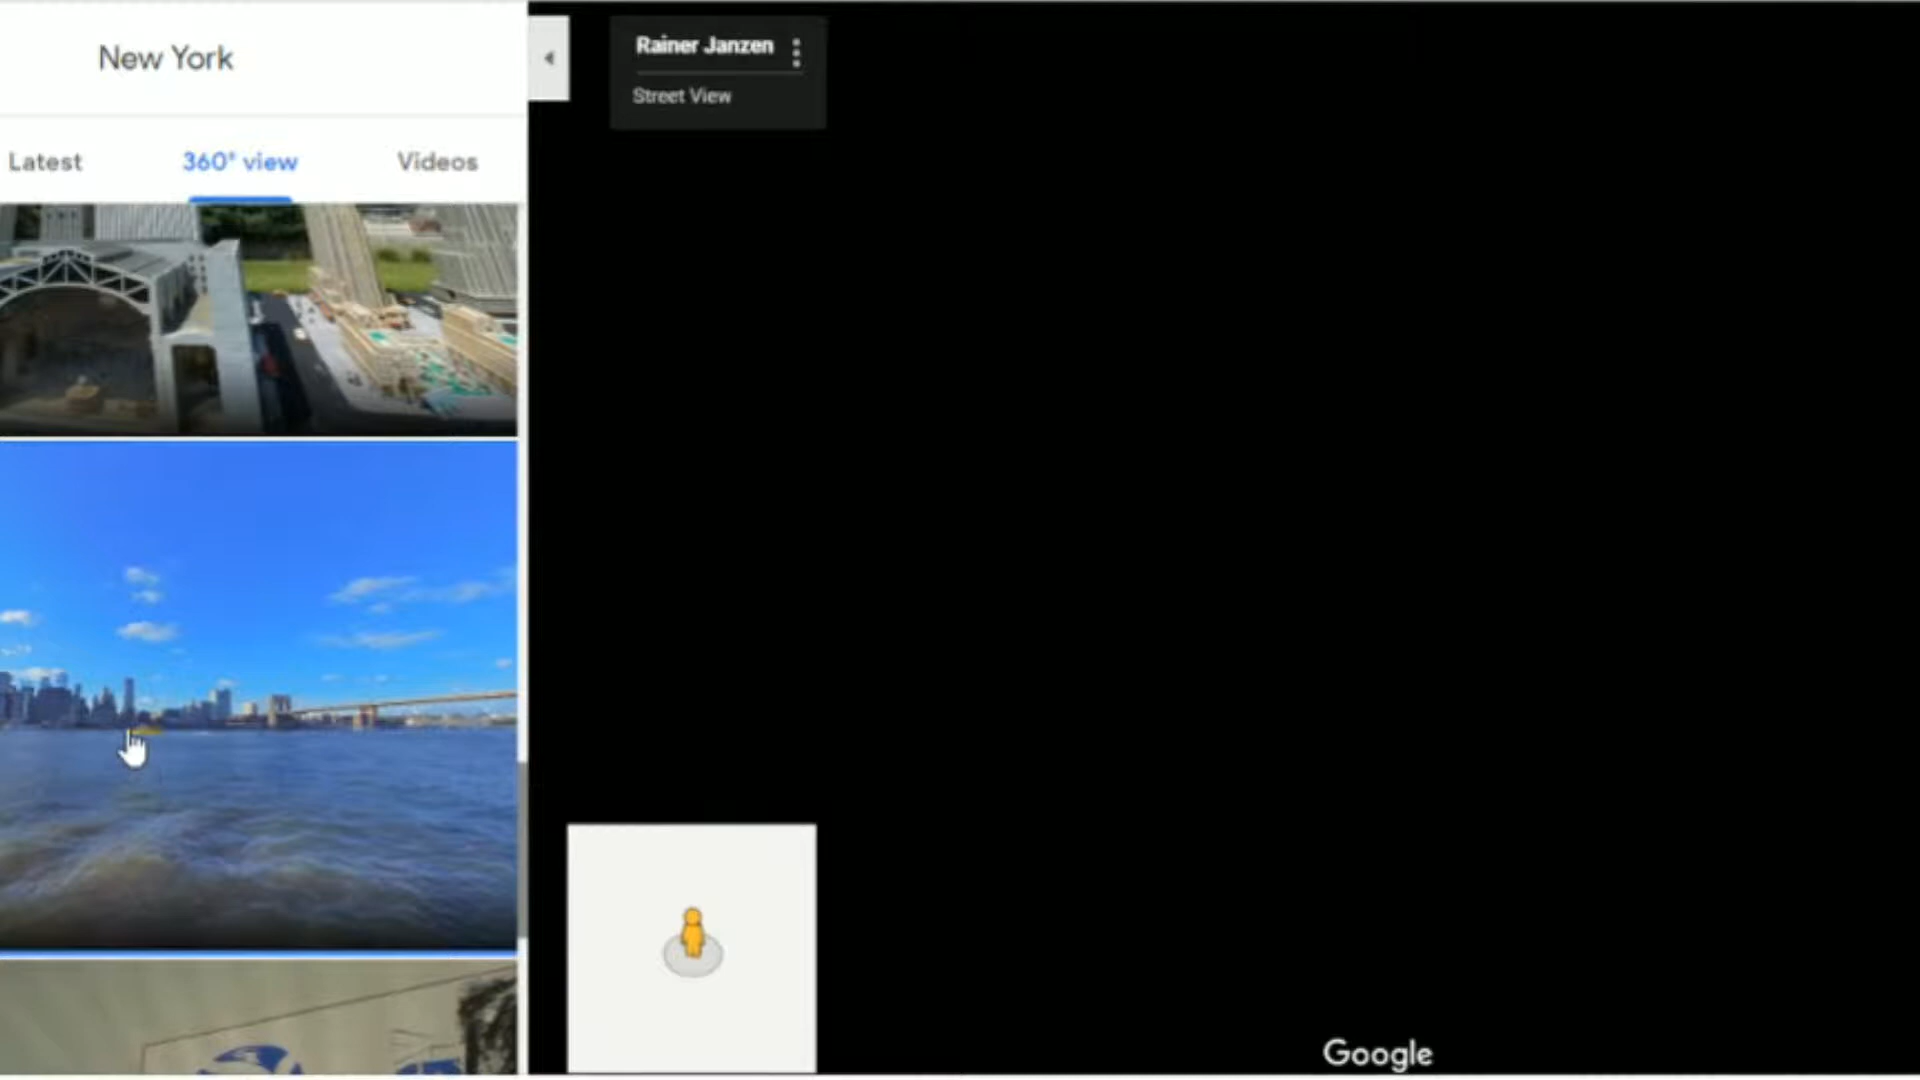 New York
Latest
360° view
Videos
Rainer Janzen
Street View
Google